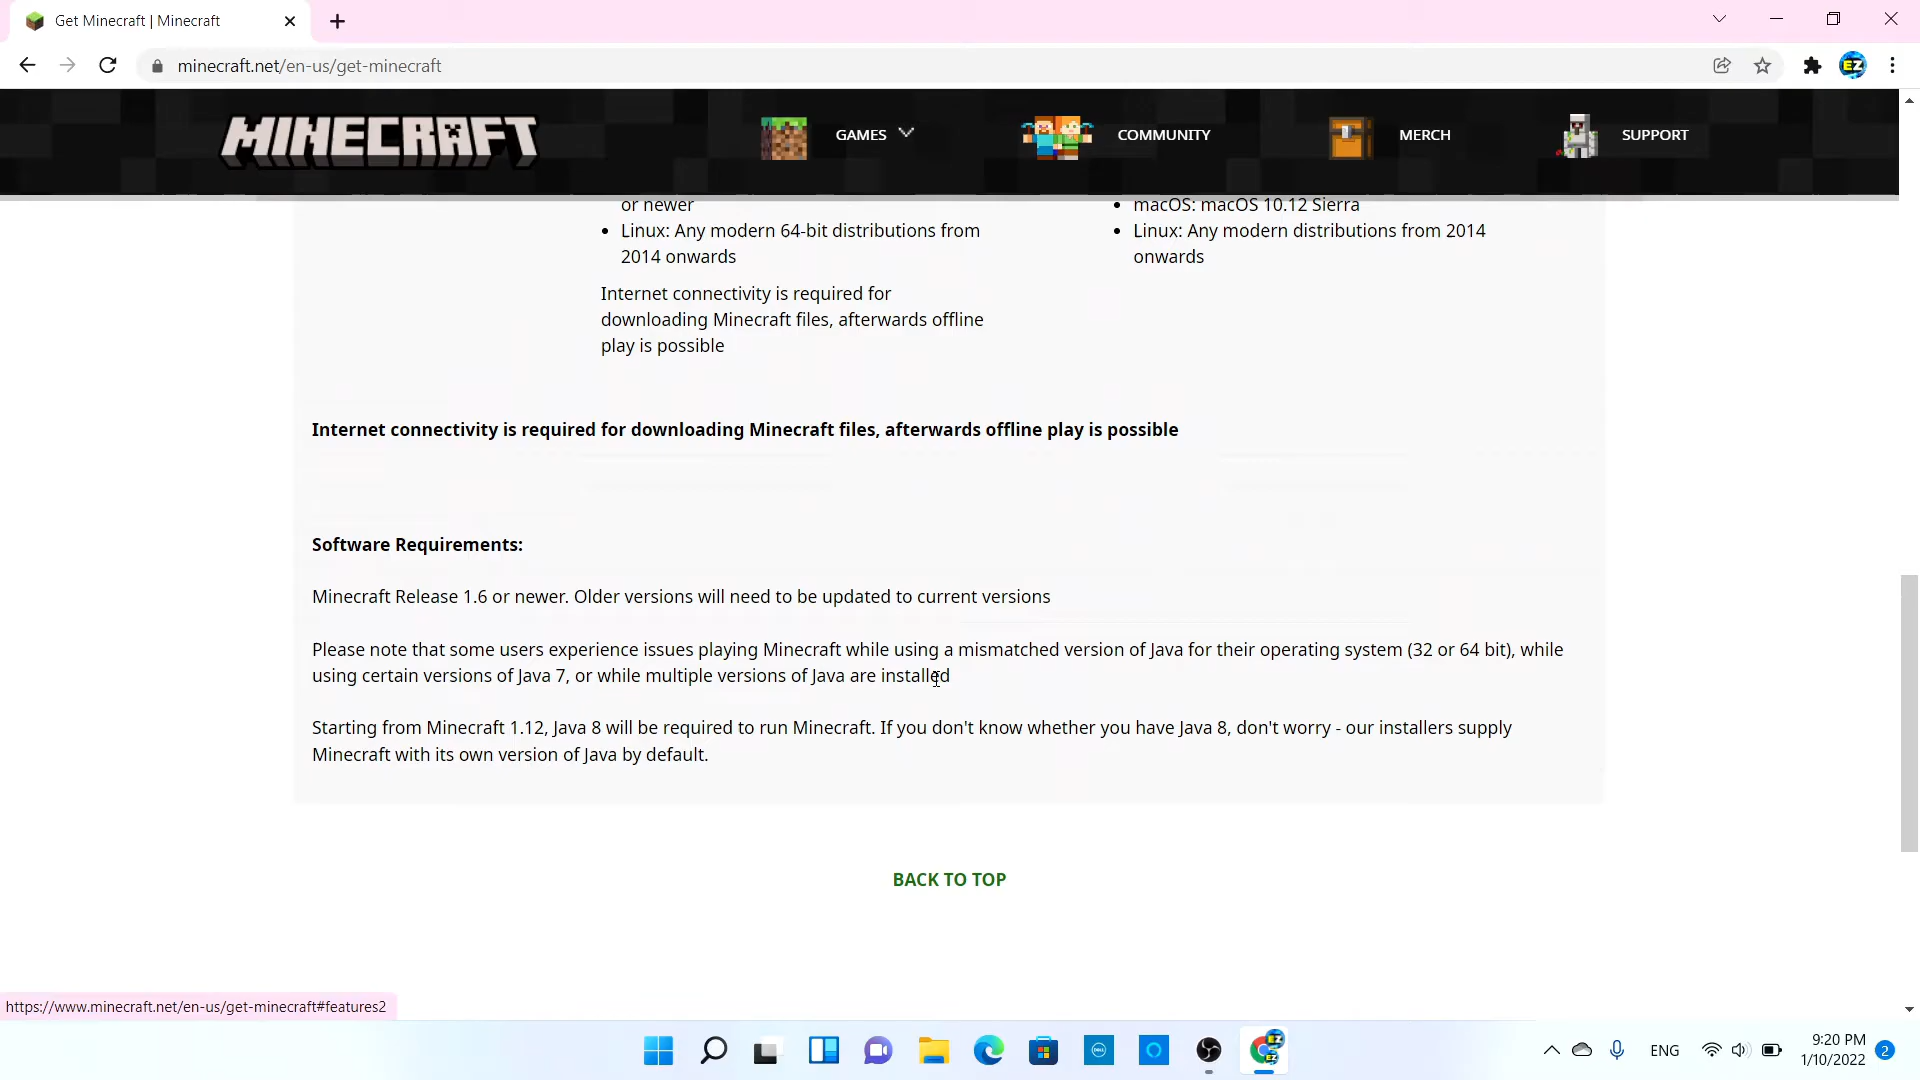 Get Minecraft | Minecraft
minecraft.net/en-us/get-minecraft
EZ
MINECRAFT
GAMES
COMMUNITY
MERCH
SUPPORT
or newer
• Linux: Any modern 64-bit distributions from
2014 onwards
Internet connectivity is required for
downloading Minecraft files, afterwards offline
play is possible
• macOS: macOS 10.12 Sierra
• Linux: Any modern distributions from 2014
onwards
Internet connectivity is required for downloading Minecraft files, afterwards offline play is possible
Software Requirements:
Minecraft Release 1.6 or newer. Older versions will need to be updated to current versions
Please note that some users experience issues playing Minecraft while using a mismatched version of Java for their operating system (32 or 64 bit), while
using certain versions of Java 7, or while multiple versions of Java are installed
Starting from Minecraft 1.12, Java 8 will be required to run Minecraft. If you don't know whether you have Java 8, don't worry - our installers supply
Minecraft with its own version of Java by default.
BACK TO TOP
https://www.minecraft.net/en-us/get-minecraft#features2
DELL
EZ
EZ
ENG
9:20 PM
1/10/2022
2